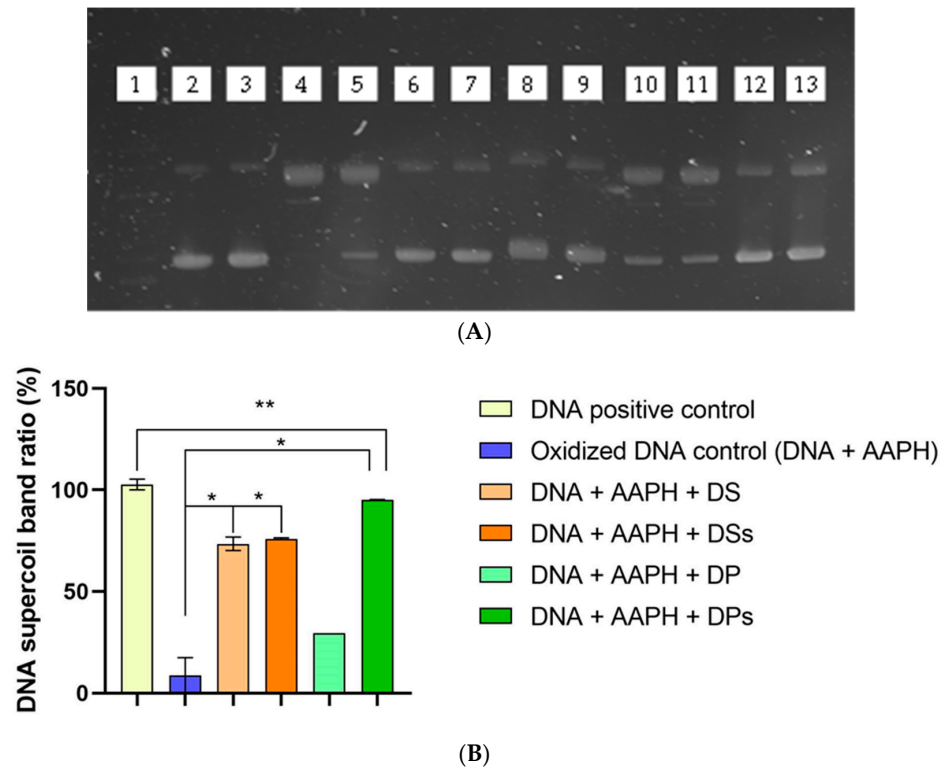 1 2 3 4 5 6 7 8 9 10 11 12 13
(A)
DNA supercoil band ratio (%)
150
100
50
0
**
*
* *
DNA positive control
Oxidized DNA control (DNA + AAPH)
DNA + AAPH + DS
DNA + AAPH + DSs
DNA + AAPH + DP
DNA + AAPH + DPs
(B)